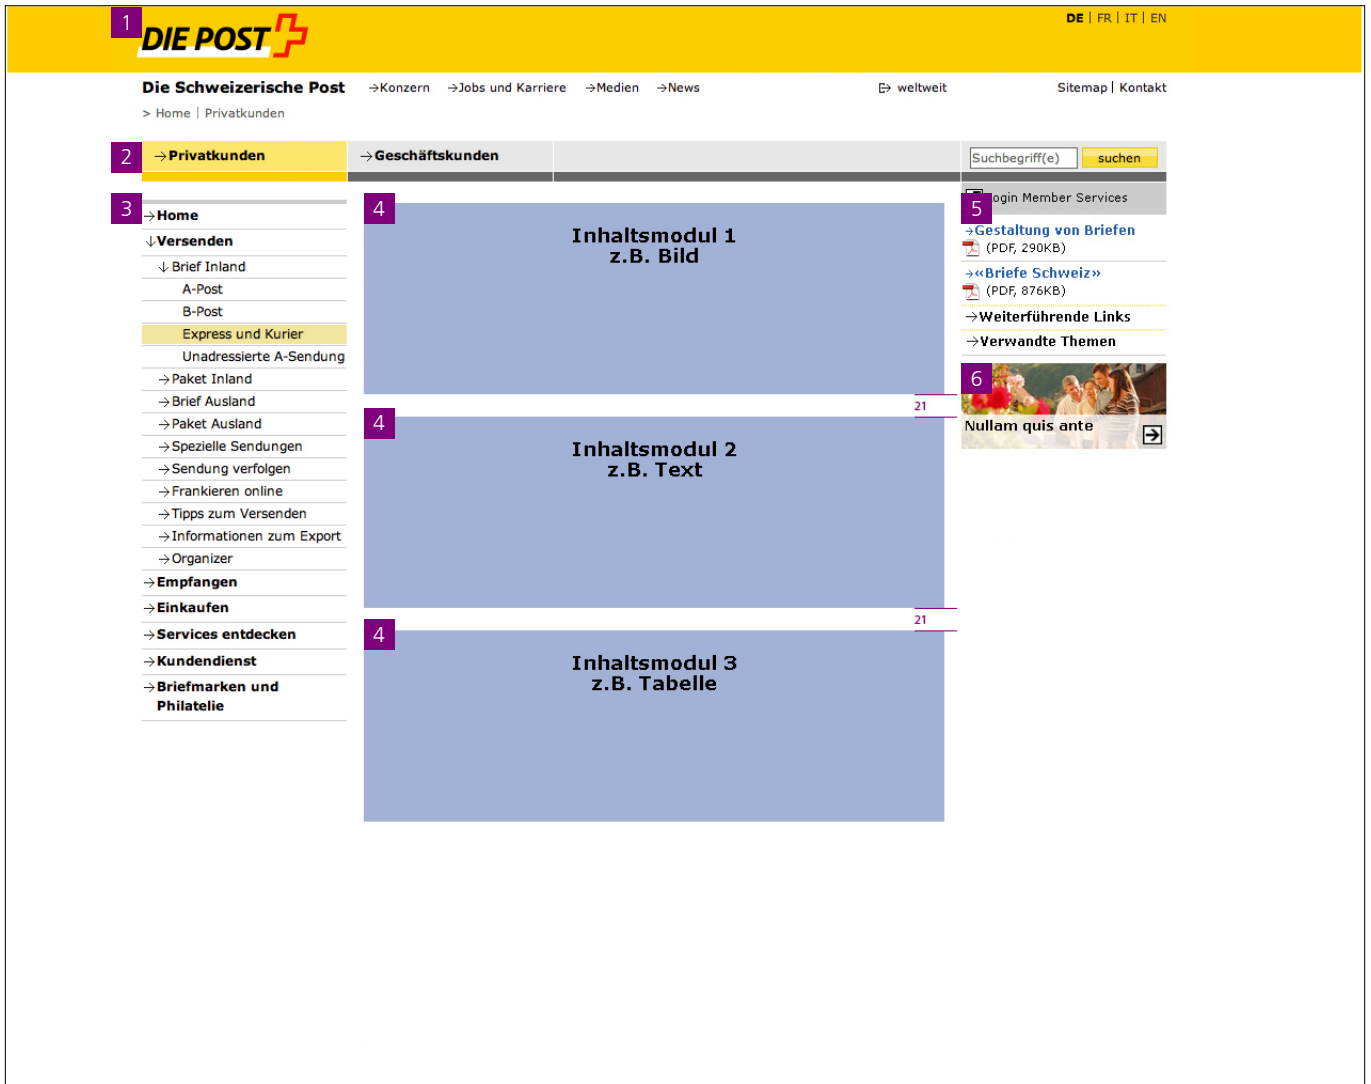 1
DIE POST
DE | FR | IT | EN
Die Schweizerische Post →Konzern →Jobs und Karriere →Medien →News weltweit Sitemap | Kontakt
> Home | Privatkunden
2 →Privatkunden →Geschäftskunden Suchbegriff(e) suchen
3
→Home
↓Versenden
↓Brief Inland
A-Post
B-Post
Express und Kurier
Unadressierte A-Sendung
→Paket Inland
→Brief Ausland
→Paket Ausland
→Spezielle Sendungen
→Sendung verfolgen
→Frankieren online
→Tipps zum Versenden
→Informationen zum Export
→Organizer
→Empfangen
→Einkaufen
→Services entdecken
→Kundendienst
→Briefmarken und
Philatelie
4
Inhaltsmodul 1
z.B. Bild
21
4
Inhaltsmodul 2
z.B. Text
21
4
Inhaltsmodul 3
z.B. Tabelle
5
ogin Member Services
→Gestaltung von Briefen
(PDF, 290KB)
→«Briefe Schweiz»
(PDF, 876KB)
→Weiterführende Links
→Verwandte Themen
6
Nullam quis ante